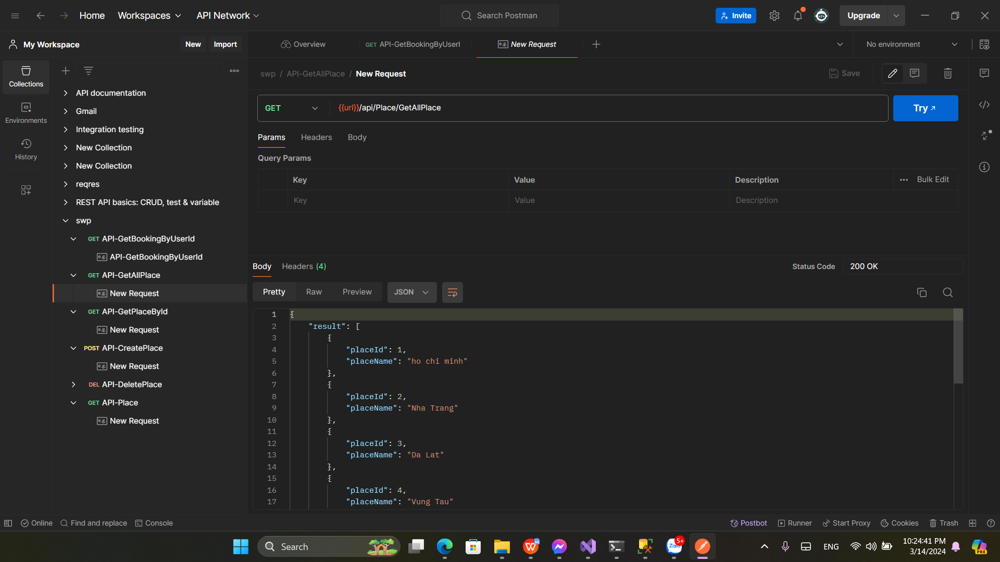 Home
Workspaces
API Network
Search Postman
Invite
Upgrade
My Workspace
New
Import
Overview
GET API-GetBookingByUserI
e.g. New Request
No environment
swp / API-GetAllPlace / New Request
Save
Collections
Environments
History
API documentation
Gmail
Integration testing
New Collection
New Collection
reqres
REST API basics: CRUD, test & variable
swp
GET API-GetBookingByUserId
e.g. API-GetBookingByUserId
GET API-GetAllPlace
e.g. New Request
GET API-GetPlaceById
e.g. New Request
POST API-CreatePlace
e.g. New Request
DEL API-DeletePlace
GET API-Place
e.g. New Request
GET
{{url}}/api/Place/GetAllPlace
Try
Params
Headers
Body
Query Params
Key
Value
Description
Bulk Edit
Key
Value
Description
Body
Headers (4)
Status Code
200 OK
Pretty
Raw
Preview
JSON
1 {
2 "result": [
3 {
4 "placeId": 1,
5 "placeName": "ho chi minh"
6 },
7 {
8 "placeId": 2,
9 "placeName": "Nha Trang"
10 },
11 {
12 "placeId": 3,
13 "placeName": "Da Lat"
14 },
15 {
16 "placeId": 4,
17 "placeName": "Vung Tau"
Online
Find and replace
Console
Postbot
Runner
Start Proxy
Cookies
Trash
Search
Zalo
5+
ENG
10:24:41 PM
3/14/2024
PRE